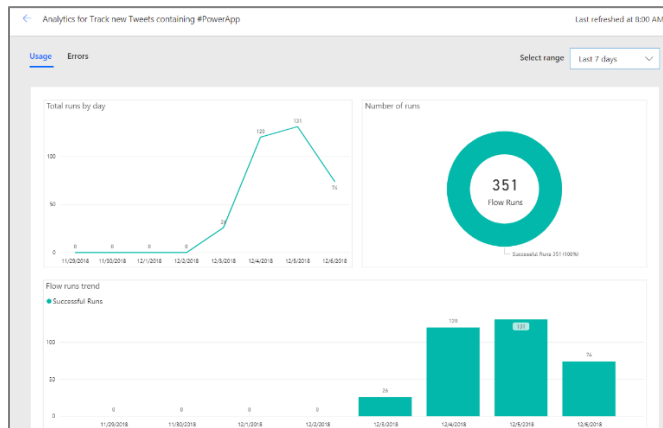 Analytics for Track new Tweets containing #PowerApp
Last refreshed at 8:00 AM
Usage Errors
Select range Last 7 days
Total runs by day
131
120
100
74
50
26
0 0 0 0 0
11/29/2018 11/30/2018 12/1/2018 12/2/2018 12/3/2018 12/4/2018 12/5/2018 12/6/2018
Number of runs
351
Flow Runs
Successful Runs 351 (100%)
Flow runs trend
Successful Runs
120 131
100
74
50
26
0 0 0 0 0
11/29/2018 11/30/2018 12/1/2018 12/2/2018 12/3/2018 12/4/2018 12/5/2018 12/6/2018